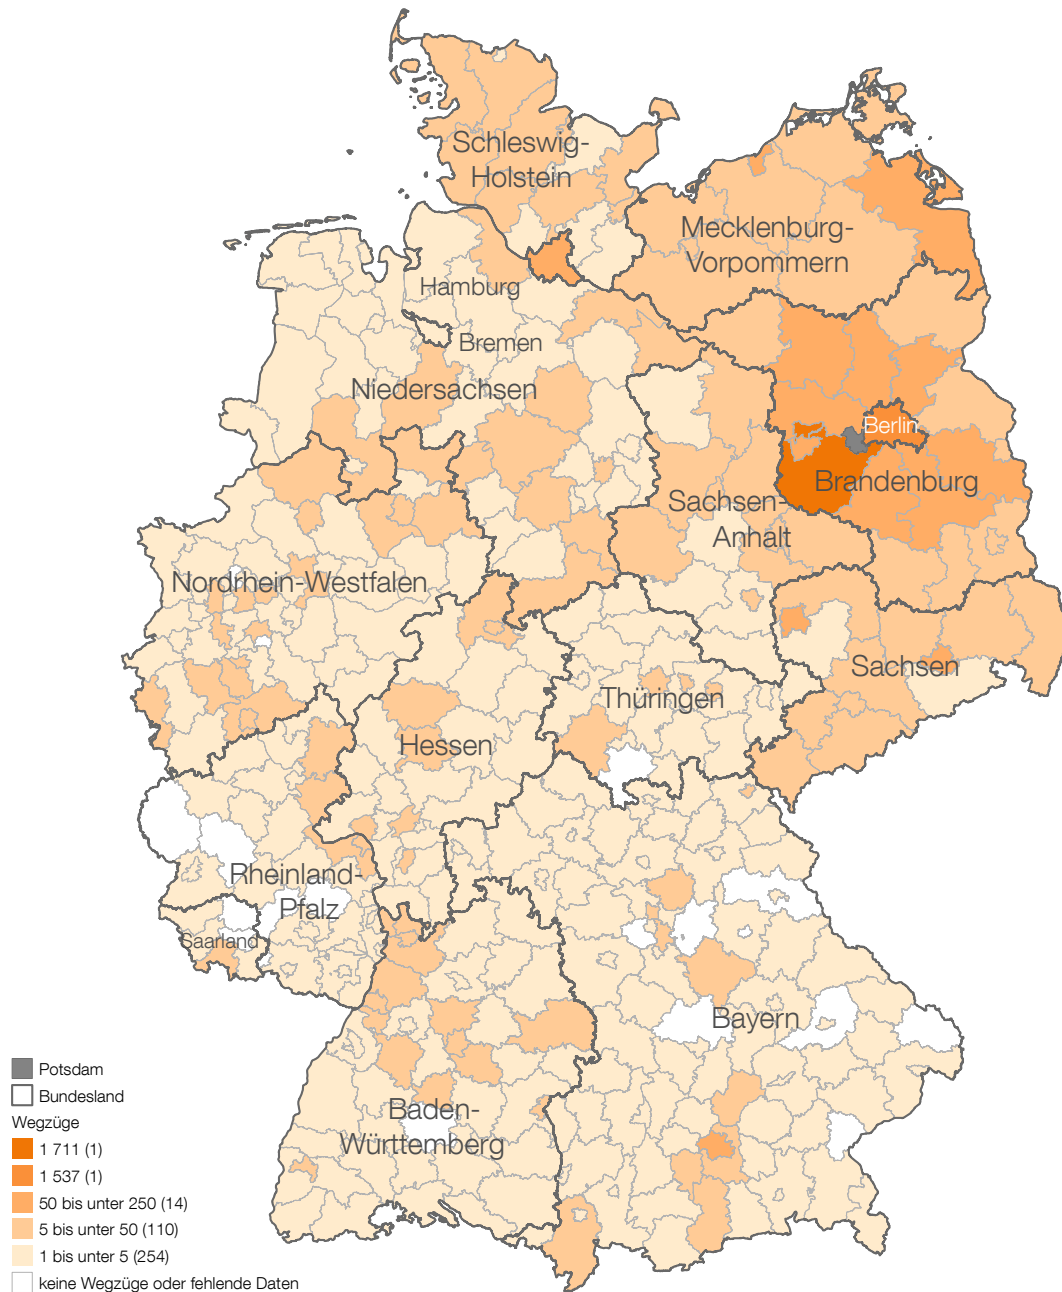 Schleswig-
Holstein
Mecklenburg-
Vorpommern
Hamburg
Bremen
Niedersachsen
Berlin
Brandenburg
Sachsen-
Anhalt
Nordrhein-Westfalen
Sachsen
Thüringen
Hessen
Rheinland-
Pfalz
Saarland
Bayern
Baden-
Württemberg
Potsdam
Bundesland
Wegzüge
1 711 (1)
1 537 (1)
50 bis unter 250 (14)
5 bis unter 50 (110)
1 bis unter 5 (254)
keine Wegzüge oder fehlende Daten